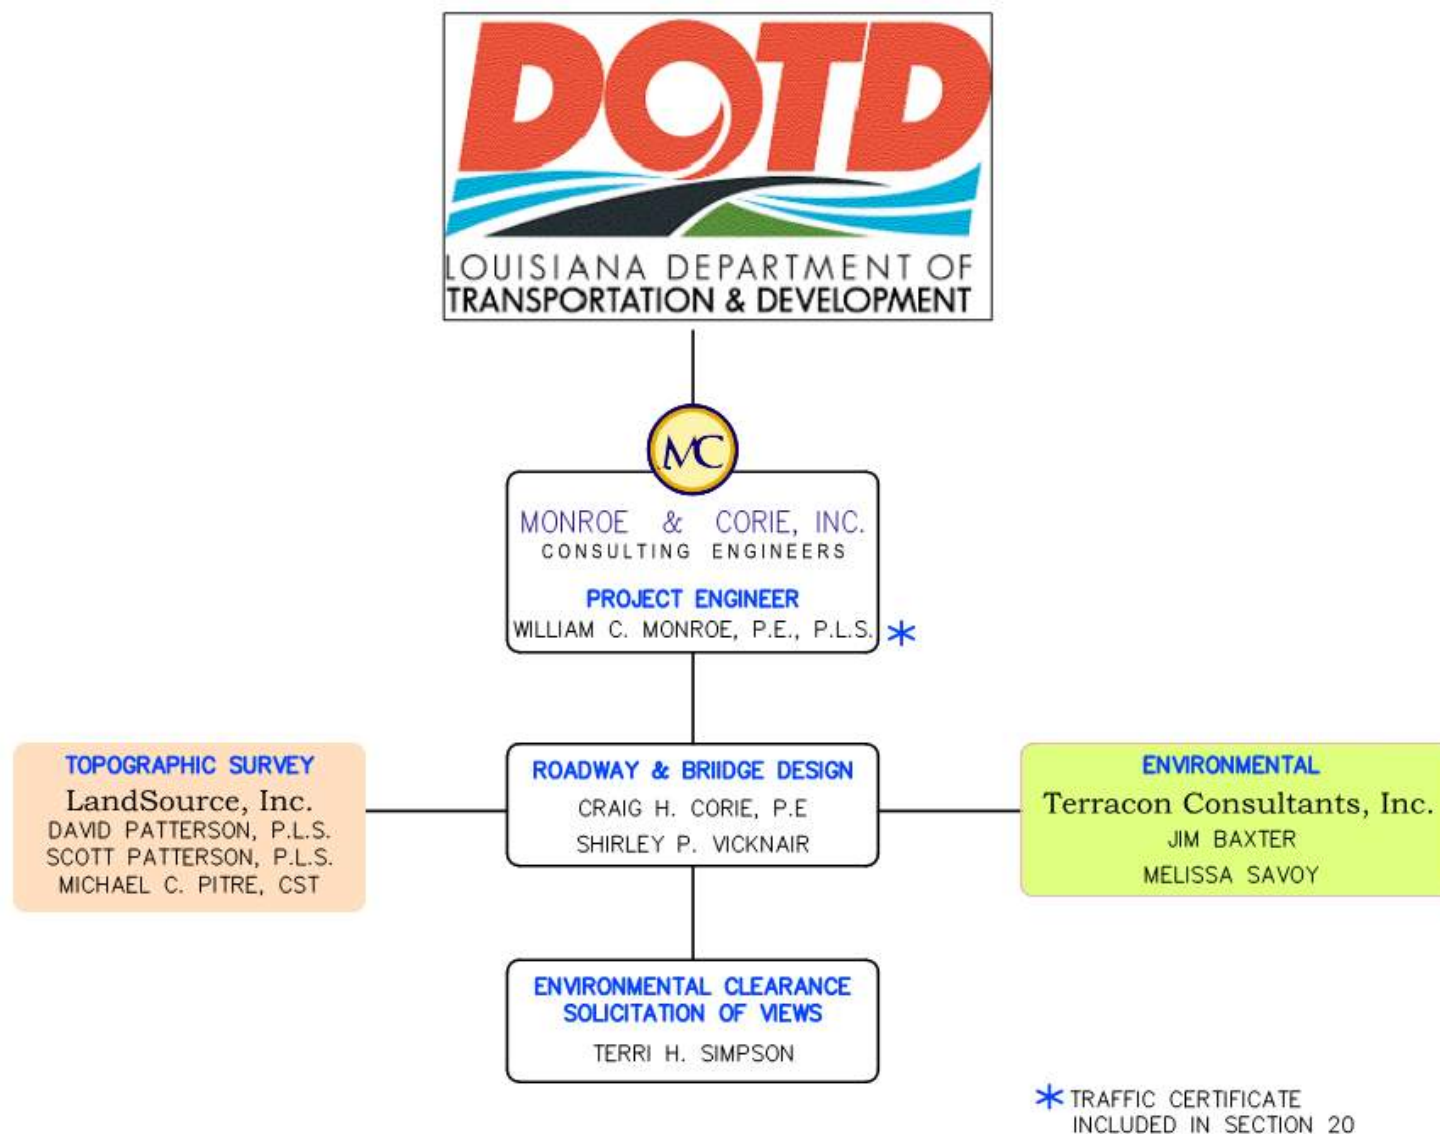 DOTD
LOUISIANA DEPARTMENT OF
TRANSPORTATION & DEVELOPMENT
MC
MONROE & CORIE, INC.
CONSULTING ENGINEERS
PROJECT ENGINEER
WILLIAM C. MONROE, P.E., P.L.S. *
TOPOGRAPHIC SURVEY
LandSource, Inc.
DAVID PATTERSON, P.L.S.
SCOTT PATTERSON, P.L.S.
MICHAEL C. PITRE, CST
ROADWAY & BRIIDGE DESIGN
CRAIG H. CORIE, P.E
SHIRLEY P. VICKNAIR
ENVIRONMENTAL
Terracon Consultants, Inc.
JIM BAXTER
MELISSA SAVOY
ENVIRONMENTAL CLEARANCE
SOLICITATION OF VIEWS
TERRI H. SIMPSON
* TRAFFIC CERTIFICATE
INCLUDED IN SECTION 20